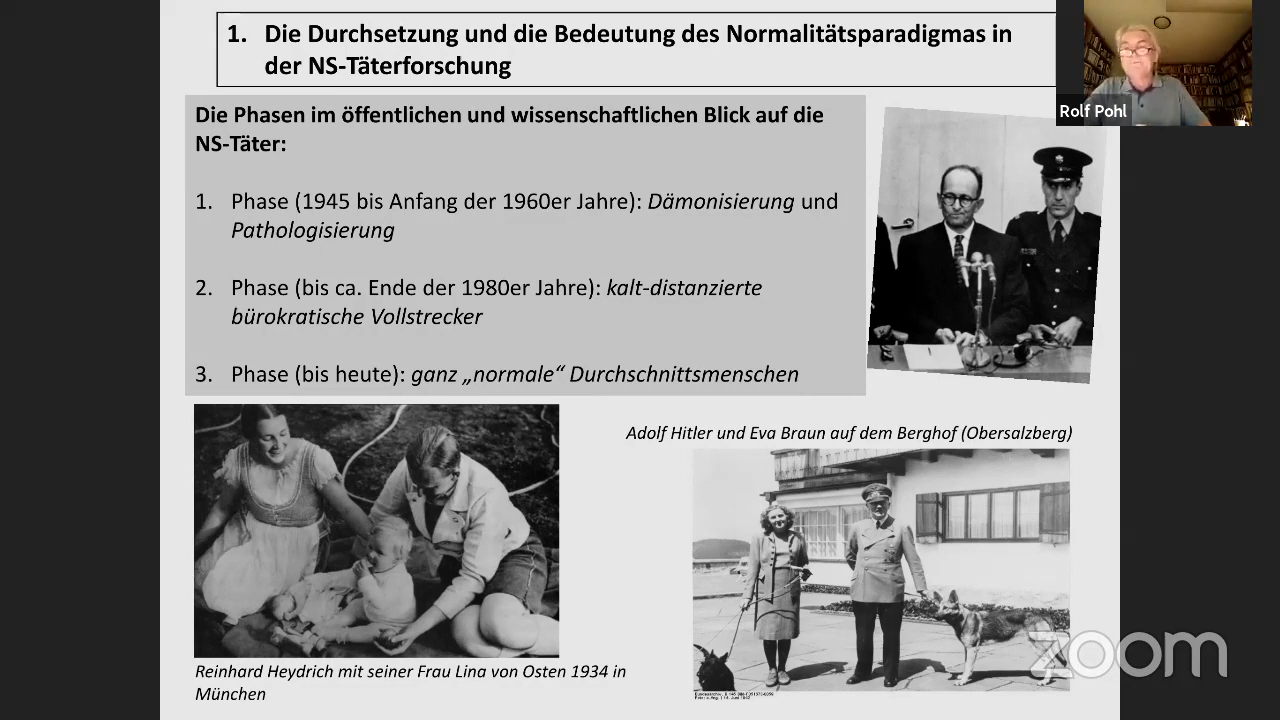 1. Die Durchsetzung und die Bedeutung des Normalitätsparadigmas in
der NS-Täterforschung
Rolf Pohl
Die Phasen im öffentlichen und wissenschaftlichen Blick auf die
NS-Täter:
1. Phase (1945 bis Anfang der 1960er Jahre): Dämonisierung und
Pathologisierung
2. Phase (bis ca. Ende der 1980er Jahre): kalt-distanzierte
bürokratische Vollstrecker
3. Phase (bis heute): ganz „normale“ Durchschnittsmenschen
Adolf Hitler und Eva Braun auf dem Berghof (Obersalzberg)
Reinhard Heydrich mit seiner Frau Lina von Osten 1934 in
München
zoom